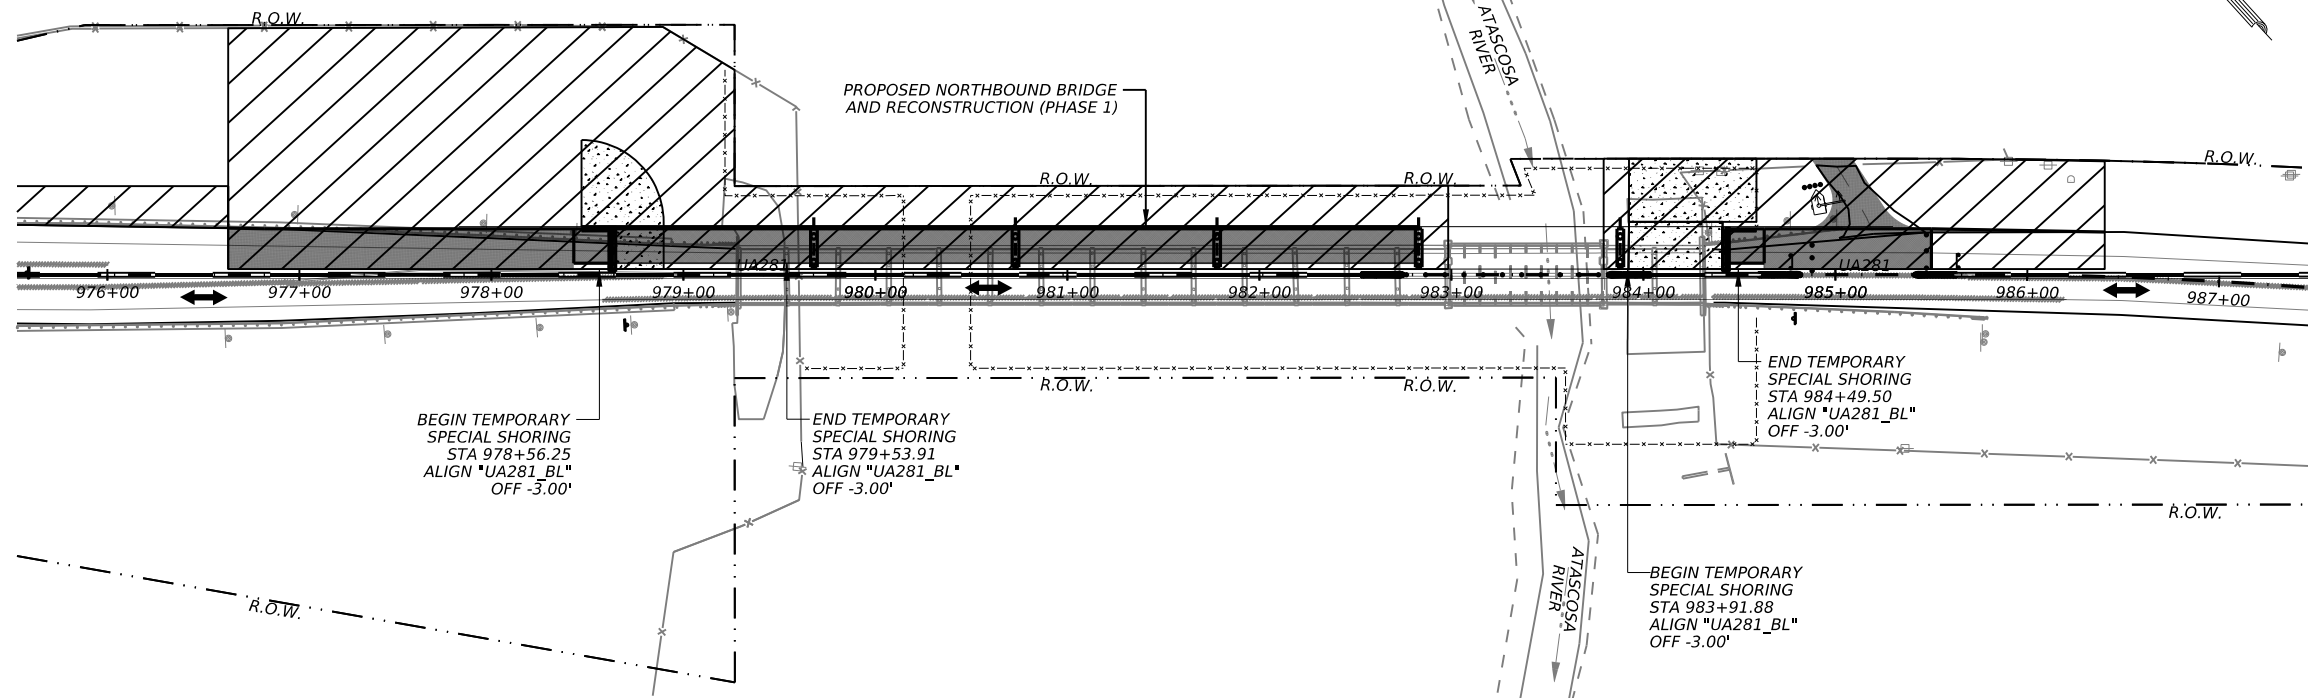 R.O.W.
ATASCOSA
RIVER
PROPOSED NORTHBOUND BRIDGE
AND RECONSTRUCTION (PHASE 1)
R.O.W.
R.O.W.
R.O.W.
UA281
UA281
976+00
977+00
978+00
979+00
980+00
981+00
982+00
983+00
984+00
985+00
986+00
987+00
R.O.W.
R.O.W.
BEGIN TEMPORARY
SPECIAL SHORING
STA 978+56.25
ALIGN "UA281_BL"
OFF -3.00'
END TEMPORARY
SPECIAL SHORING
STA 979+53.91
ALIGN "UA281_BL"
OFF -3.00'
END TEMPORARY
SPECIAL SHORING
STA 984+49.50
ALIGN "UA281_BL"
OFF -3.00'
R.O.W.
ATASCOSA
RIVER
BEGIN TEMPORARY
SPECIAL SHORING
STA 983+91.88
ALIGN "UA281_BL"
OFF -3.00'
R.O.W.